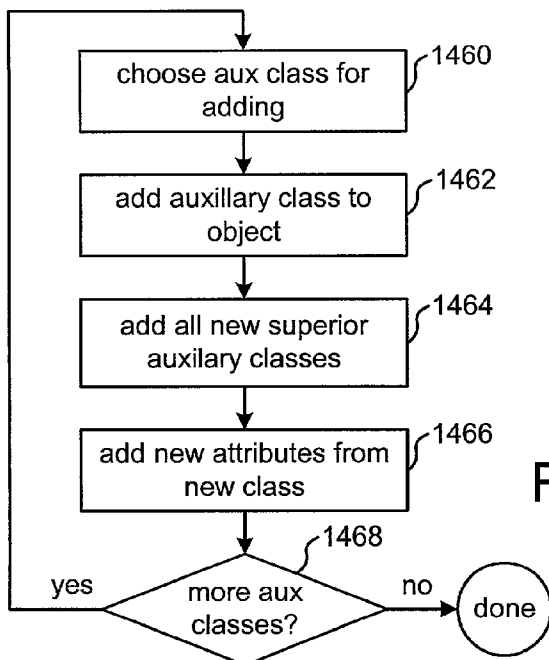 choose aux class for
adding
1460
add auxillary class to
object
1462
add all new superior
auxilary classes
1464
add new attributes from
new class
1466
F
1468
yes
more aux
classes?
no
done